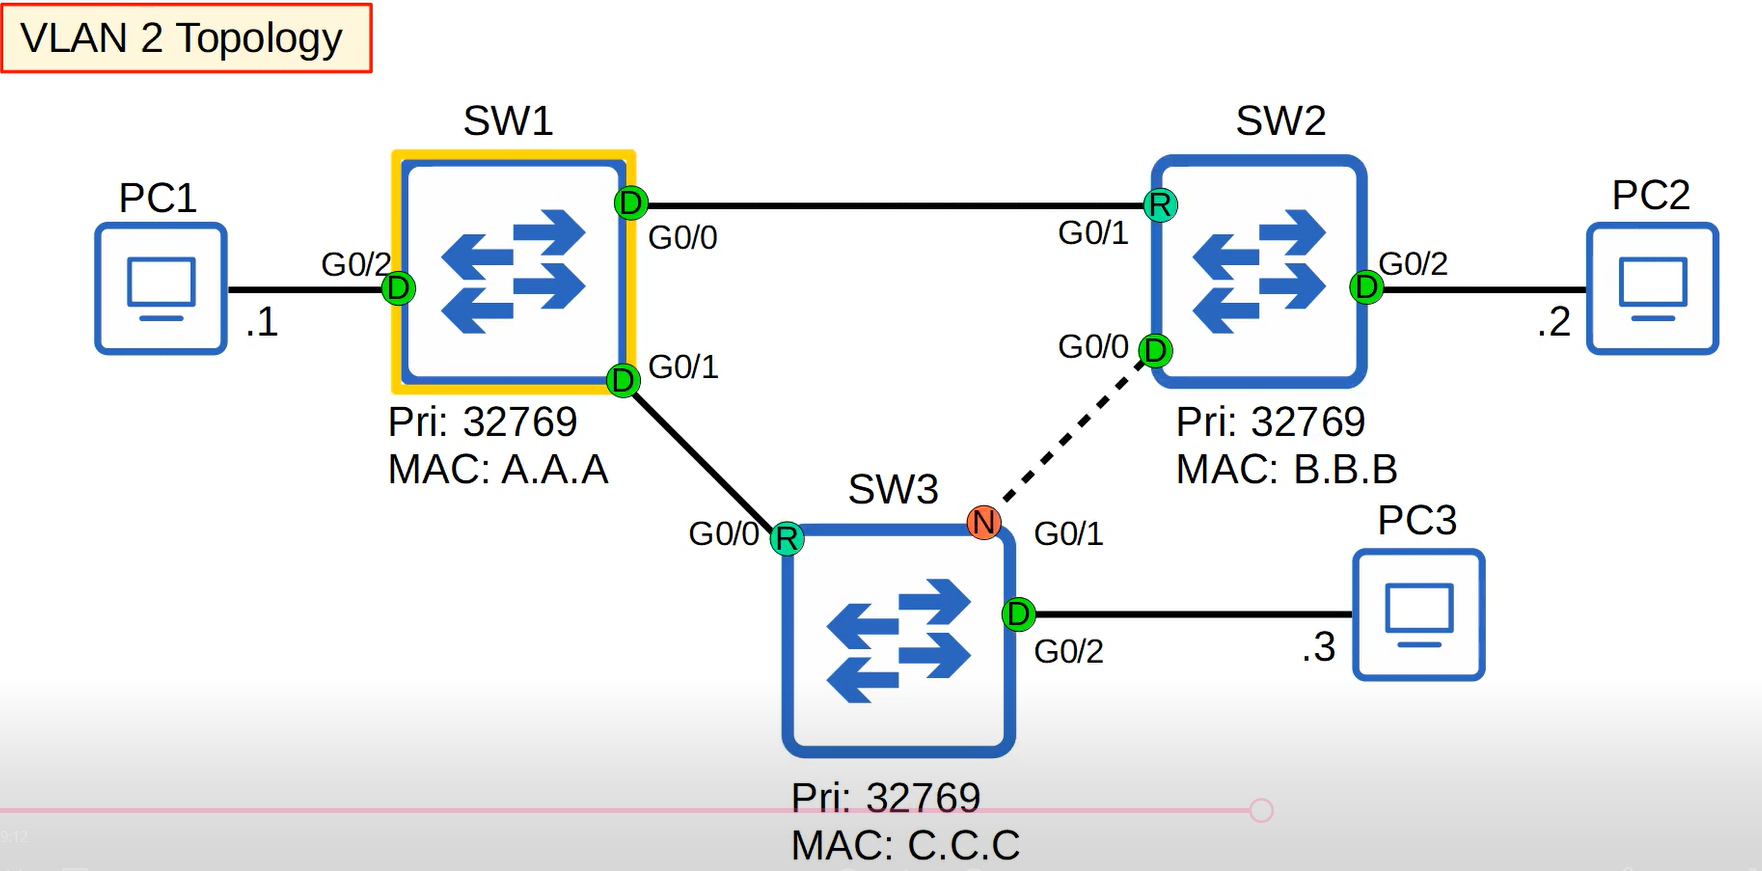 VLAN 2 Topology
SW1
SW2
PC1
PC2
D
R
G0/0
G0/1
G0/2
D
D
G0/2
.1
.2
G0/1
D
G0/0
D
Pri: 32769
MAC: A.A.A
Pri: 32769
MAC: B.B.B
SW3
PC3
G0/0
R
N
G0/1
D
G0/2
.3
Pri: 32769
MAC: C.C.C
9:12